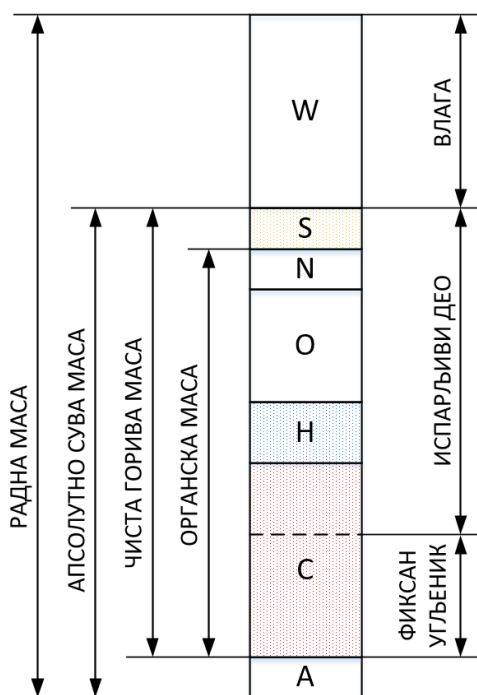 РАДНА МАСА
АПСОЛУТНО СУВА МАСА
ЧИСТА ГОРИВА МАСА
ОРГАНСКА МАСА
W
S
N
O
H
C
A
ВЛАГА
ИСПАРЉИВИ ДЕО
ФИКСАН
УГЉЕНИК